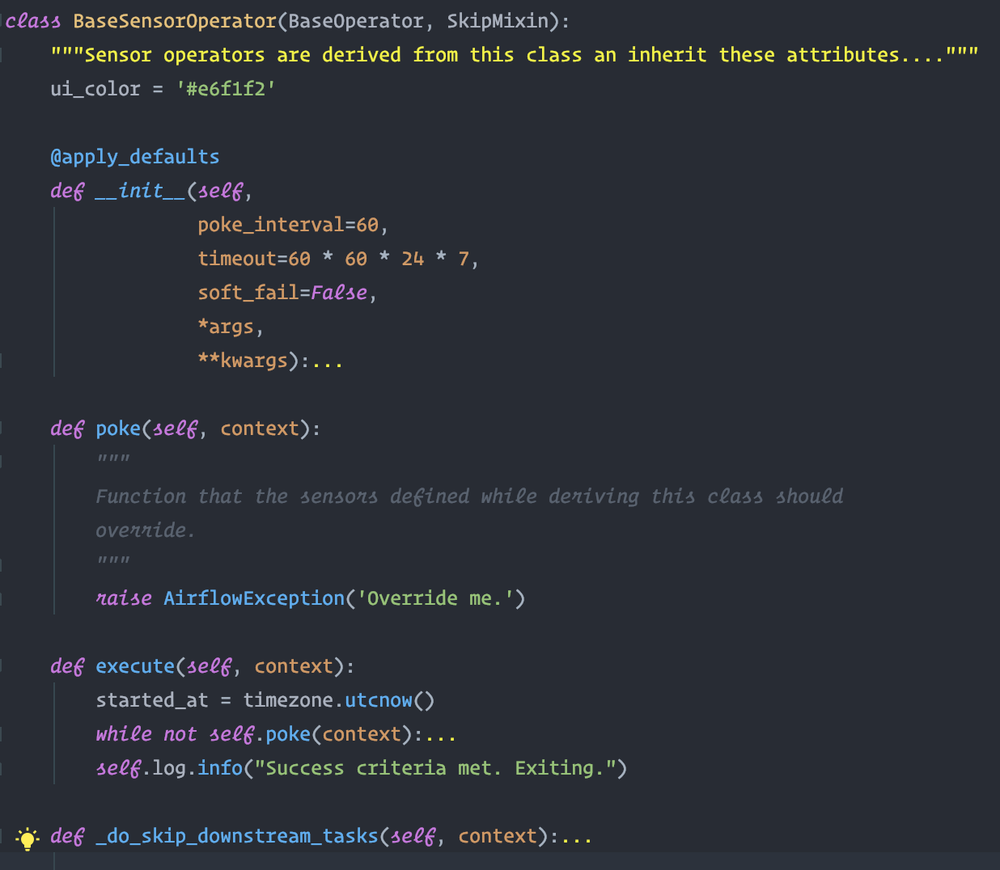 class BaseSensorOperator(BaseOperator, SkipMixin):
    """Sensor operators are derived from this class an inherit these attributes...."""
    ui_color = '#e6f1f2'

    @apply_defaults
    def __init__(self,
                 poke_interval=60,
                 timeout=60 * 60 * 24 * 7,
                 soft_fail=False,
                 *args,
                 **kwargs):...

    def poke(self, context):
        """
        Function that the sensors defined while deriving this class should
        override.
        """
        raise AirflowException('Override me.')

    def execute(self, context):
        started_at = timezone.utcnow()
        while not self.poke(context):...
        self.log.info("Success criteria met. Exiting.")

    def _do_skip_downstream_tasks(self, context):...